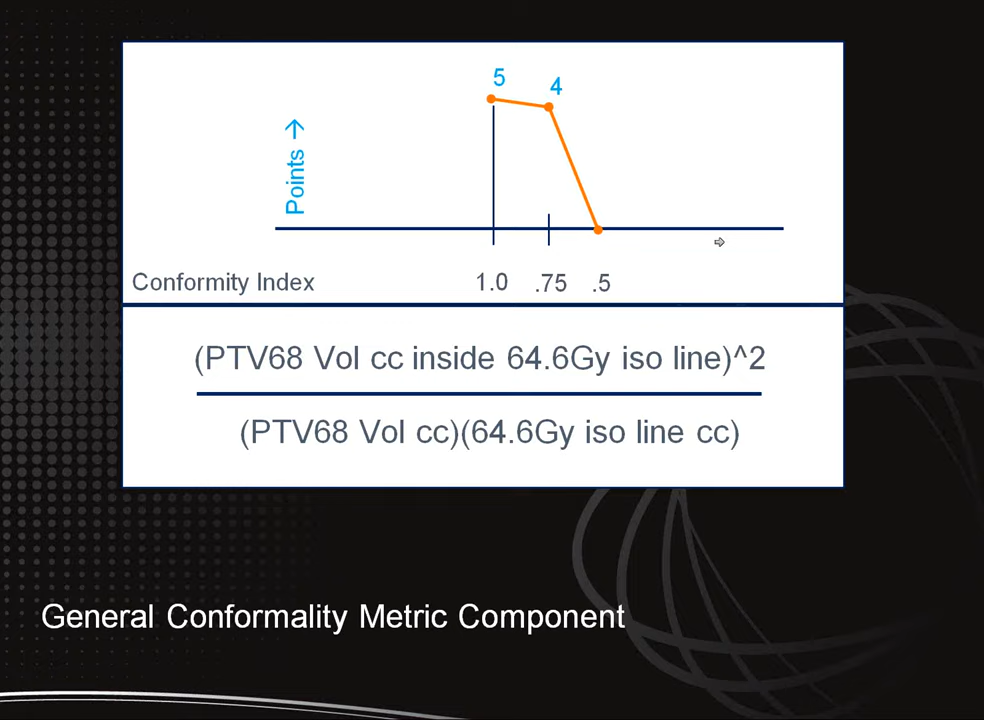 5
4
Points →
Conformity Index 1.0 .75 .5
(PTV68 Vol cc inside 64.6Gy iso line)^2
(PTV68 Vol cc)(64.6Gy iso line cc)
General Conformality Metric Component